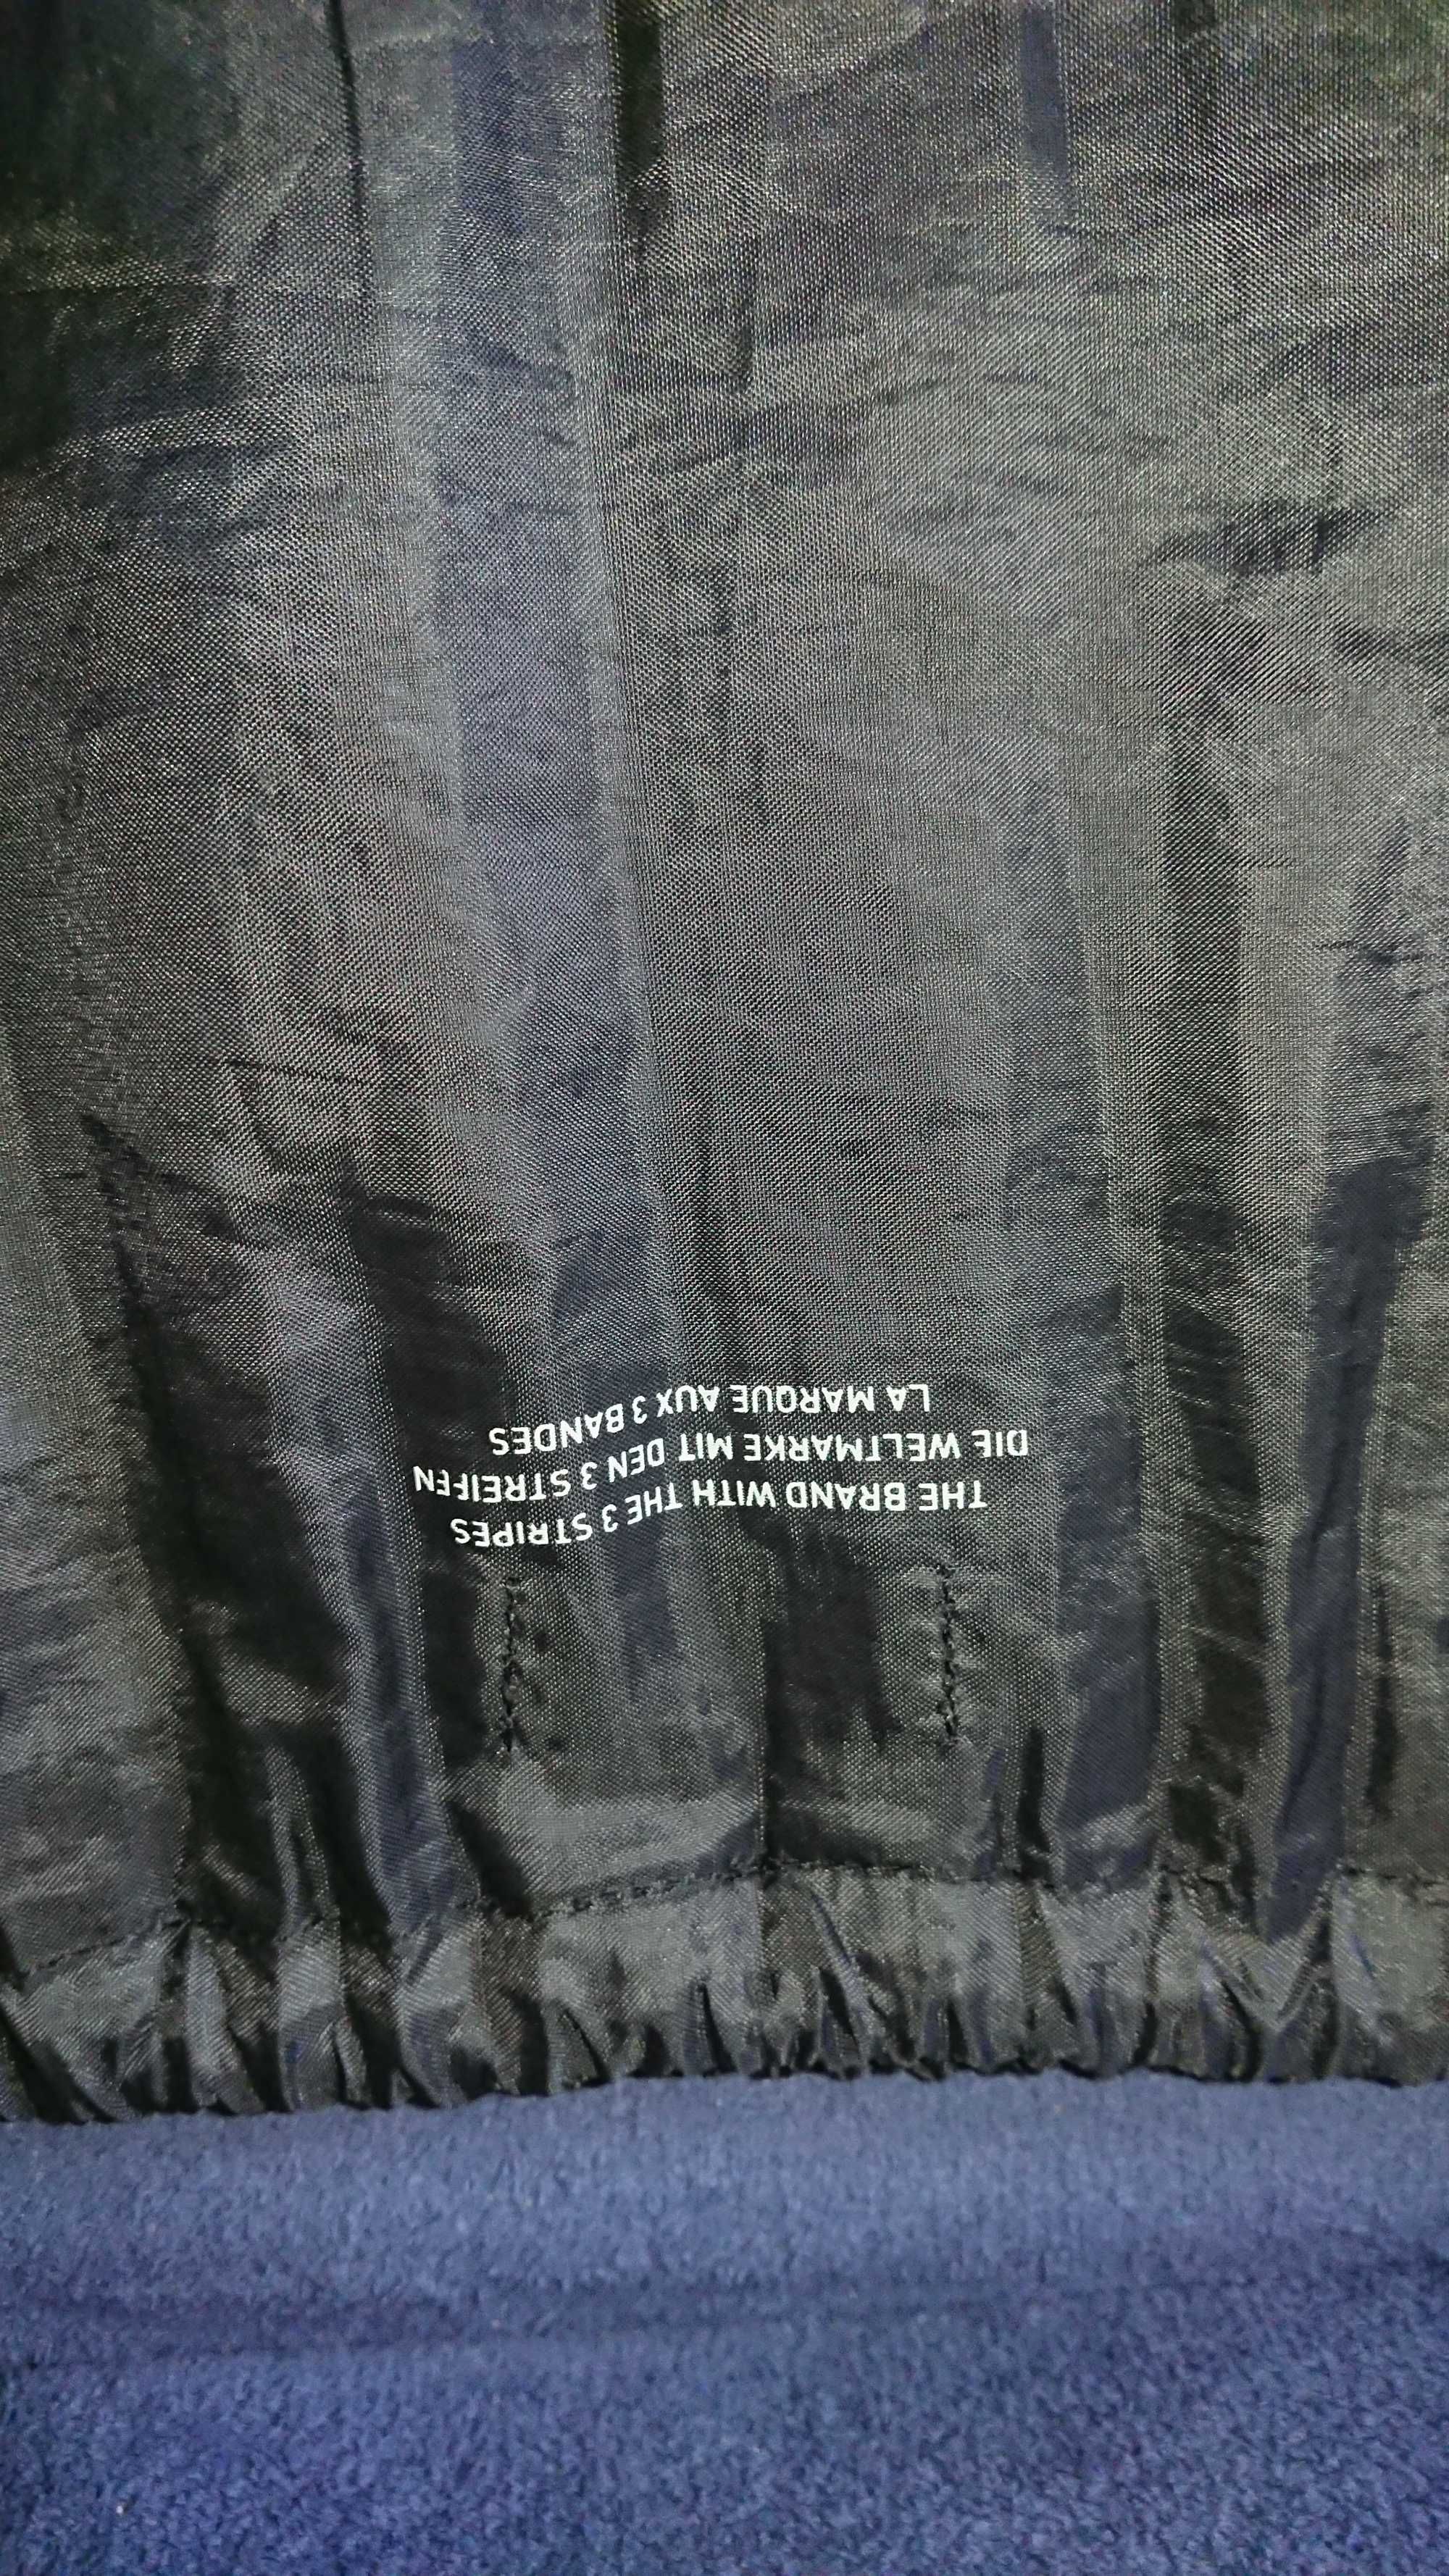 THE BRAND WITH THE 3 STRIPES
DIE WELTMARKE MIT DEN 3 STREIFEN
LA MARQUE AUX 3 BANDES